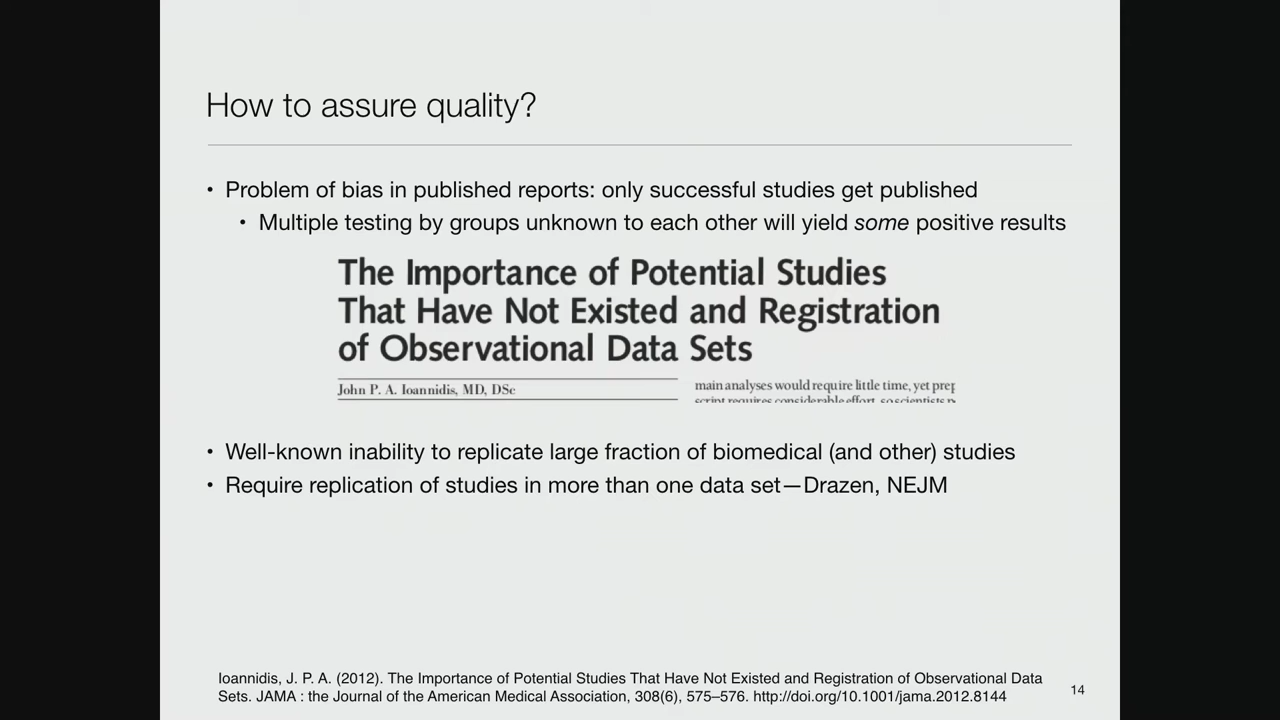 How to assure quality?
• Problem of bias in published reports: only successful studies get published
• Multiple testing by groups unknown to each other will yield some positive results
The Importance of Potential Studies
That Have Not Existed and Registration
of Observational Data Sets
John P. A. Ioannidis, MD, DSc
main analyses would require little time, yet prep
script requires considerable effort, so scientists
• Well-known inability to replicate large fraction of biomedical (and other) studies
• Require replication of studies in more than one data set—Drazen, NEJM
Ioannidis, J. P. A. (2012). The Importance of Potential Studies That Have Not Existed and Registration of Observational Data
Sets. JAMA : the Journal of the American Medical Association, 308(6), 575–576. http://doi.org/10.1001/jama.2012.8144
14